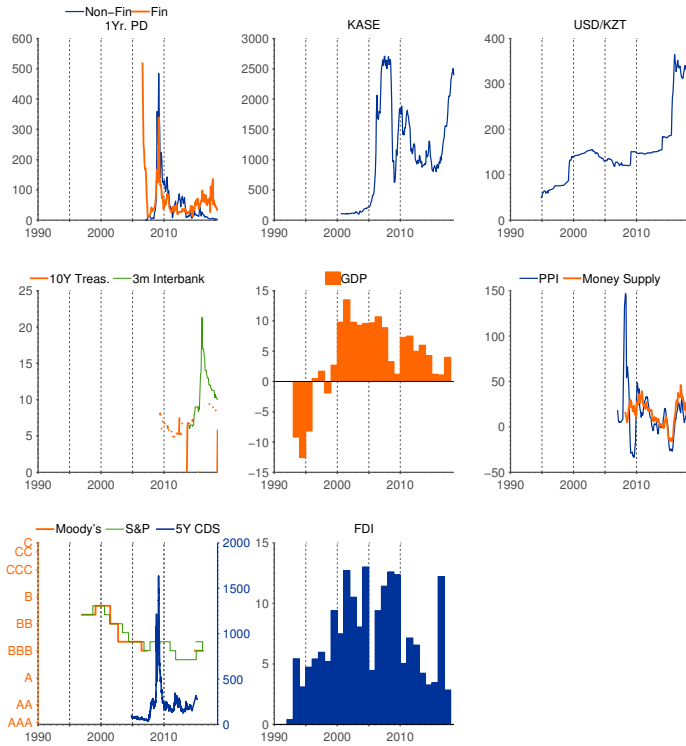 Non−Fin Fin
1Yr. PD
600
500
400
300
200
100
0
1990 2000 2010
KASE
3000
2500
2000
1500
1000
500
0
1990 2000 2010
USD/KZT
400
300
200
100
0
1990 2000 2010
10Y Treas. 3m Interbank
25
20
15
10
5
0
1990 2000 2010
GDP
15
10
5
0
−5
−10
−15
1990 2000 2010
PPI Money Supply
150
100
50
0
−50
1990 2000 2010
Moody's S&P 5Y CDS
C
CC
CCC
B
BB
BBB
A
AA
AAA
2000
1500
1000
500
0
1990 2000 2010
FDI
15
10
5
0
1990 2000 2010